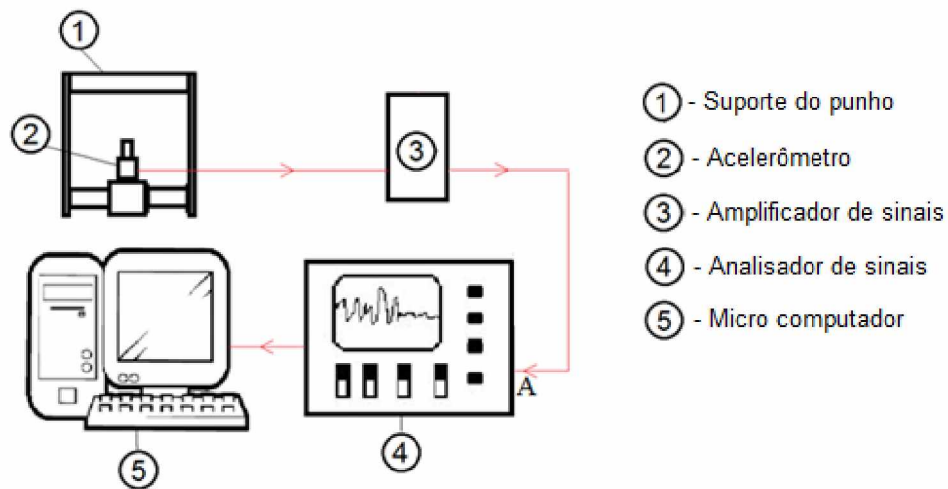 1
2
3
1 - Suporte do punho
2 - Acelerômetro
3 - Amplificador de sinais
4 - Analisador de sinais
5 - Micro computador
A
4
5